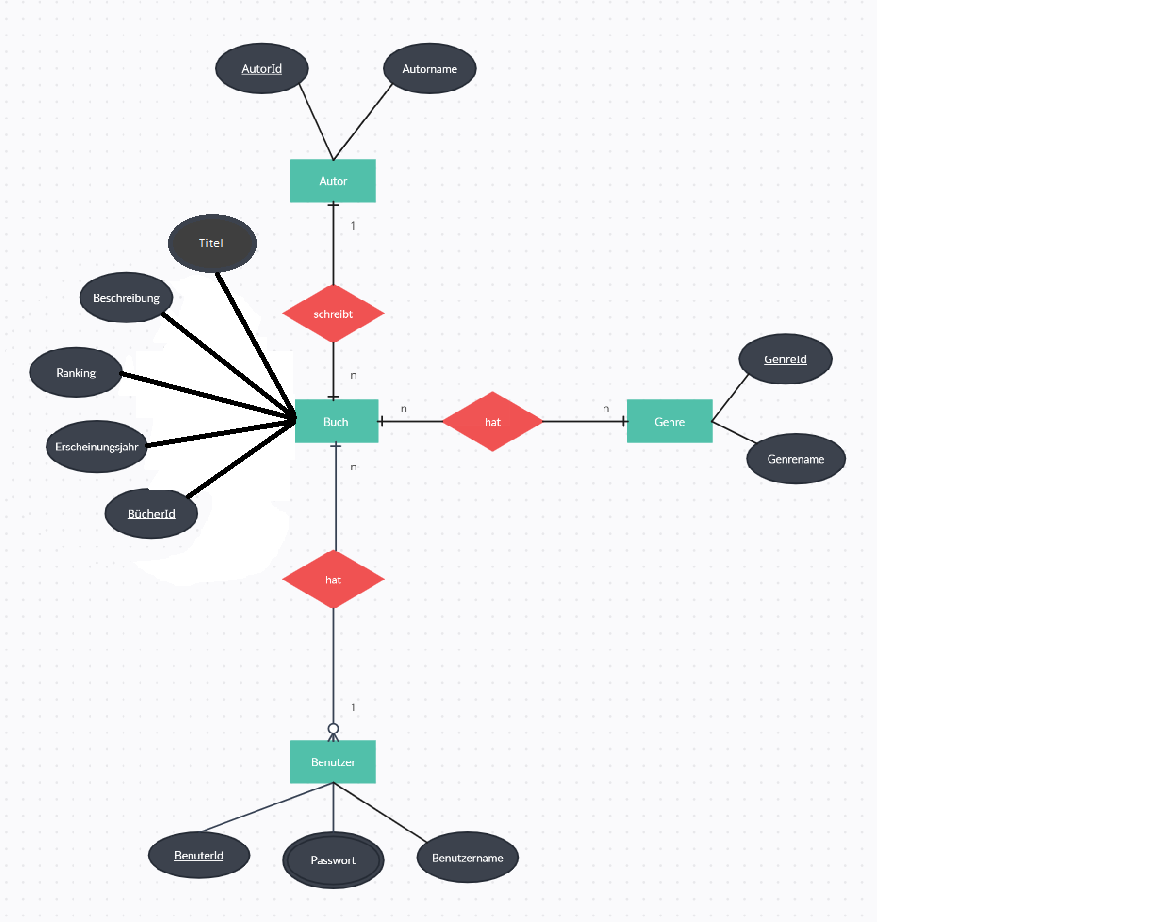 AutorId
Autorname
Autor
1
Titel
Beschreibung
schreibt
Ranking
n
GenreId
Buch
n
hat
n
Genre
Erscheinungsjahr
Genrename
n
BücherId
hat
1
Benutzer
BenuterId
Passwort
Benutzername